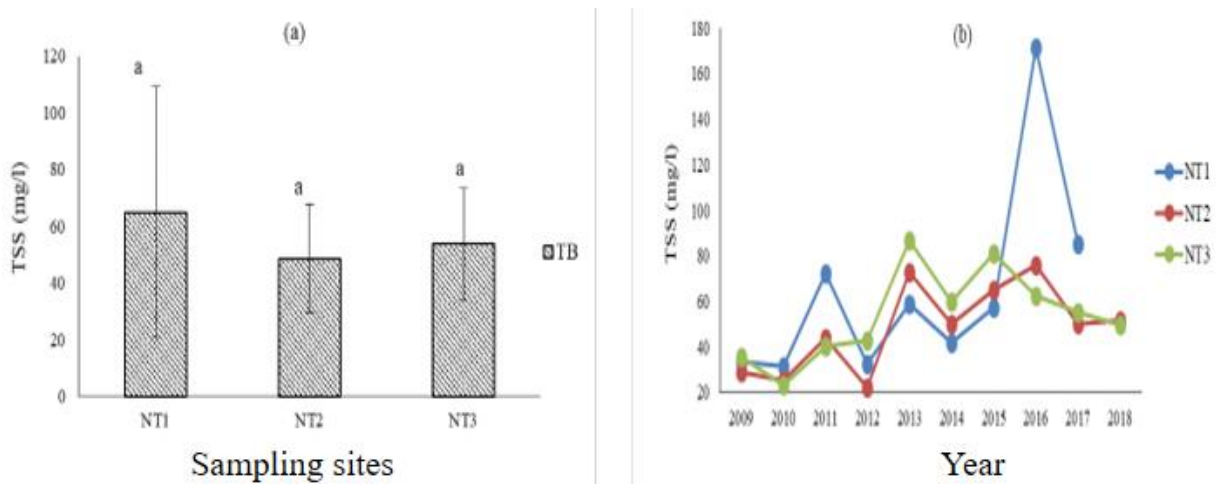 (a)
120
100
80
60
40
20
0
TSS (mg/l)
a
a
a
NT1 NT2 NT3
TB
Sampling sites
(b)
180
160
140
120
100
80
60
40
20
TSS (mg/l)
2009 2010 2011 2012 2013 2014 2015 2016 2017 2018
NT1
NT2
NT3
Year